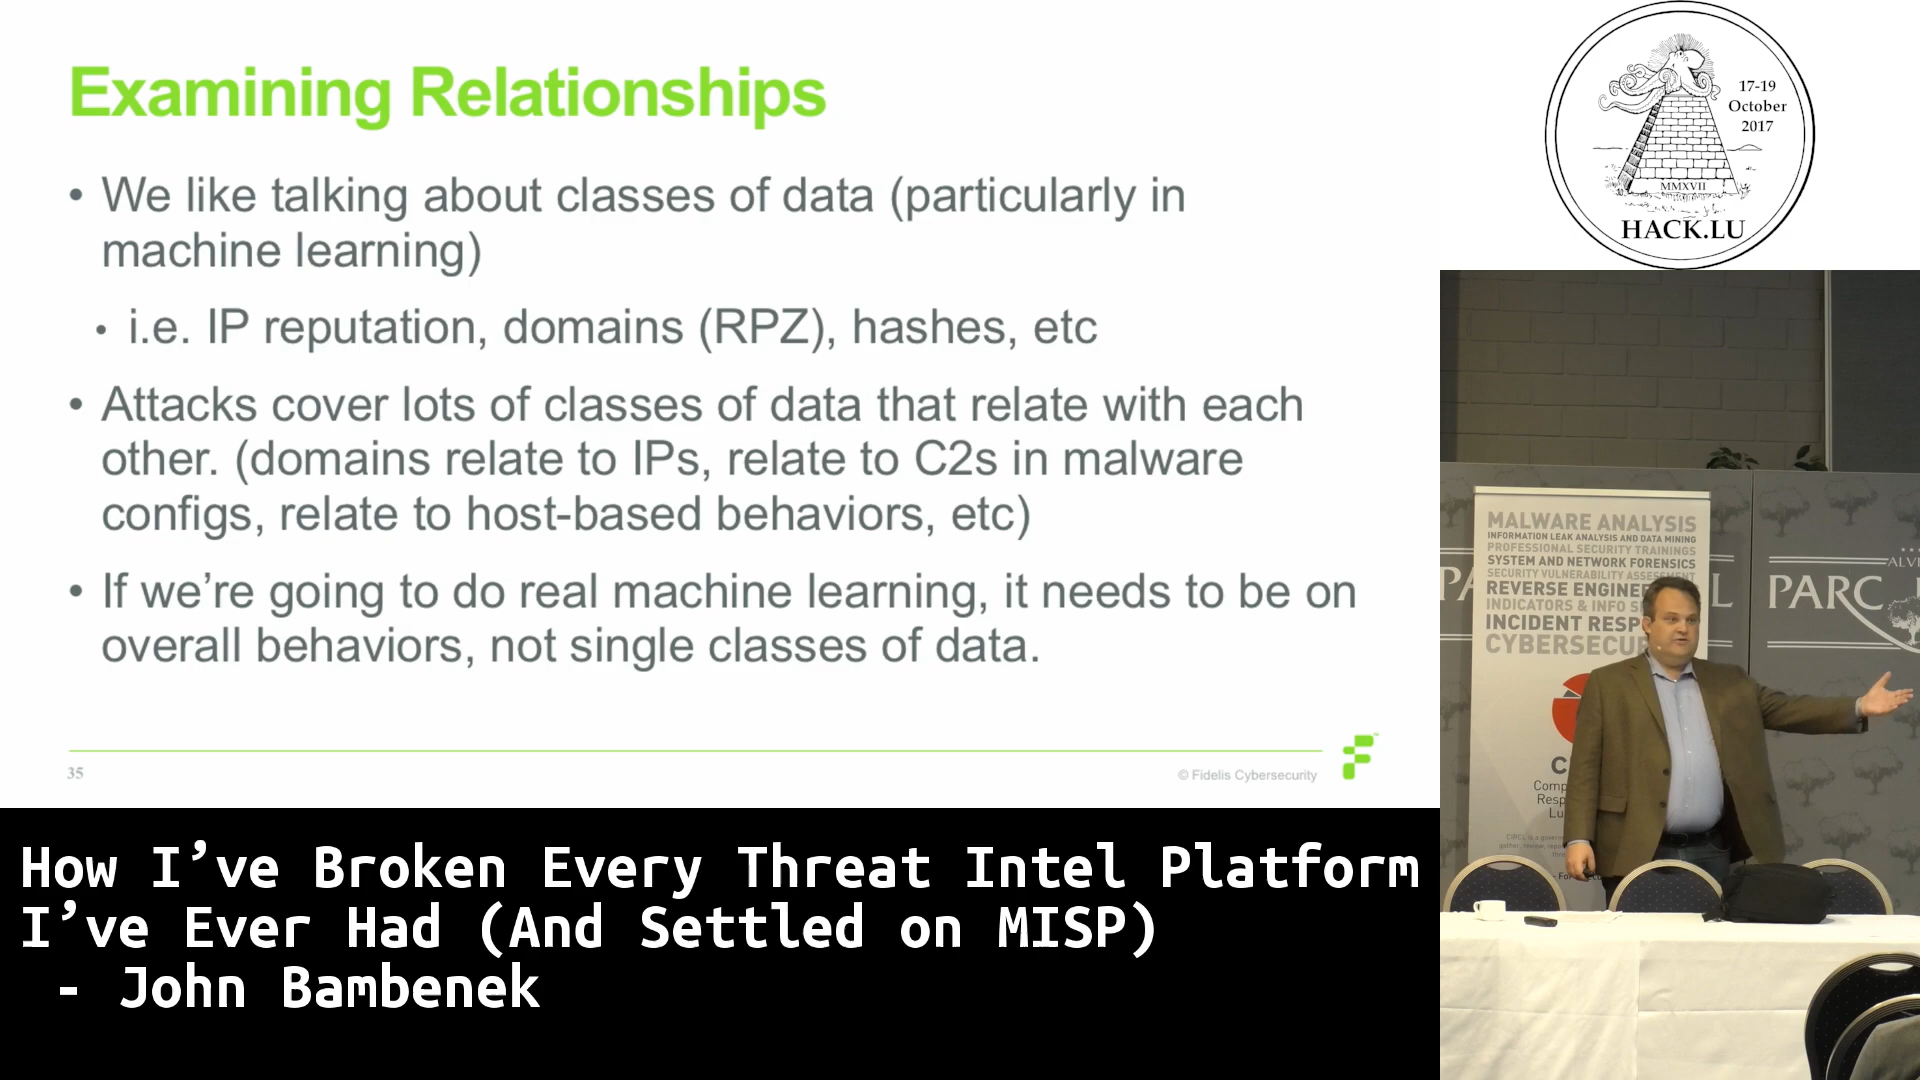 Examining Relationships
• We like talking about classes of data (particularly in
machine learning)
• i.e. IP reputation, domains (RPZ), hashes, etc
• Attacks cover lots of classes of data that relate with each
other. (domains relate to IPs, relate to C2s in malware
configs, relate to host-based behaviors, etc)
• If we’re going to do real machine learning, it needs to be on
overall behaviors, not single classes of data.
35
© Fidelis Cybersecurity
17-19
October
2017
MMXVII
HACK.LU
MALWARE ANALYSIS
INFORMATION LEAK ANALYSIS AND DATA MINING
PROFESSIONAL SECURITY TRAININGS
SYSTEM AND NETWORK FORENSICS
SECURITY VULNERABILITY
REVERSE
INDICATORS & INFO
INCIDENT
PARC
How I’ve Broken Every Threat Intel Platform
I’ve Ever Had (And Settled on MISP)
- John Bambenek